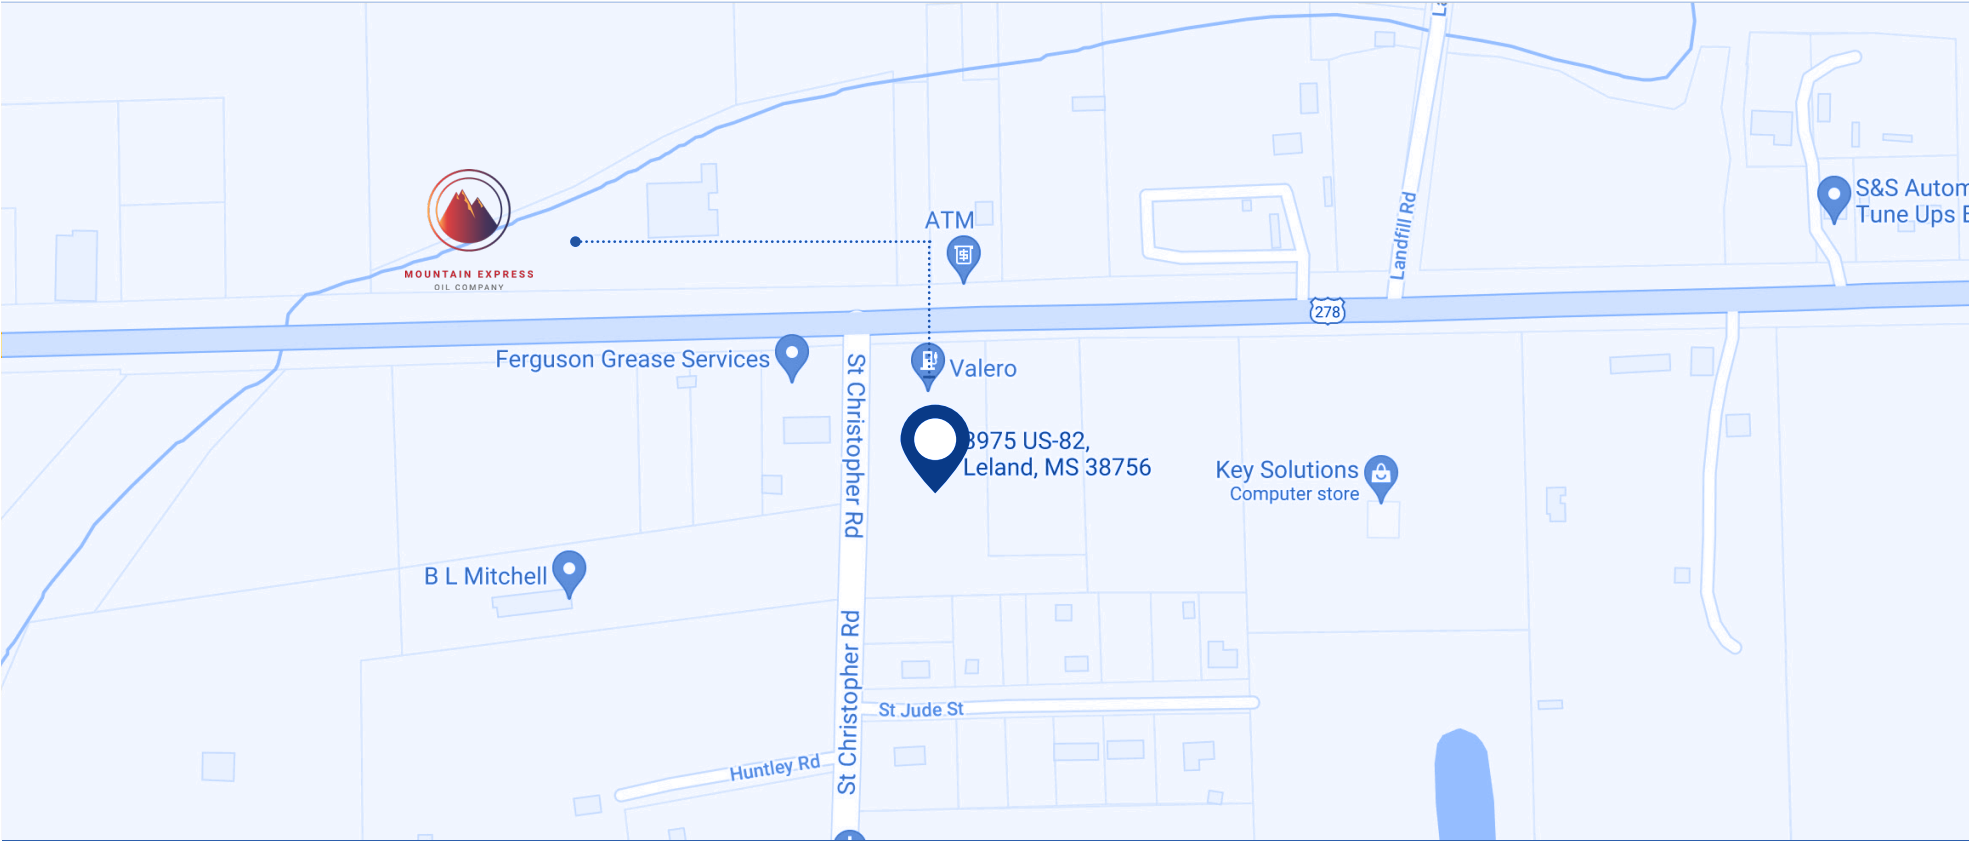 S&S Autom
Tune Ups
ATM
Landfill Rd
MOUNTAIN EXPRESS
OIL COMPANY
278
Ferguson Grease Services
Valero
St Christopher Rd
3975 US-82,
Leland, MS 38756
Key Solutions
Computer store
B L Mitchell
St Christopher Rd
St Jude St
Huntley Rd